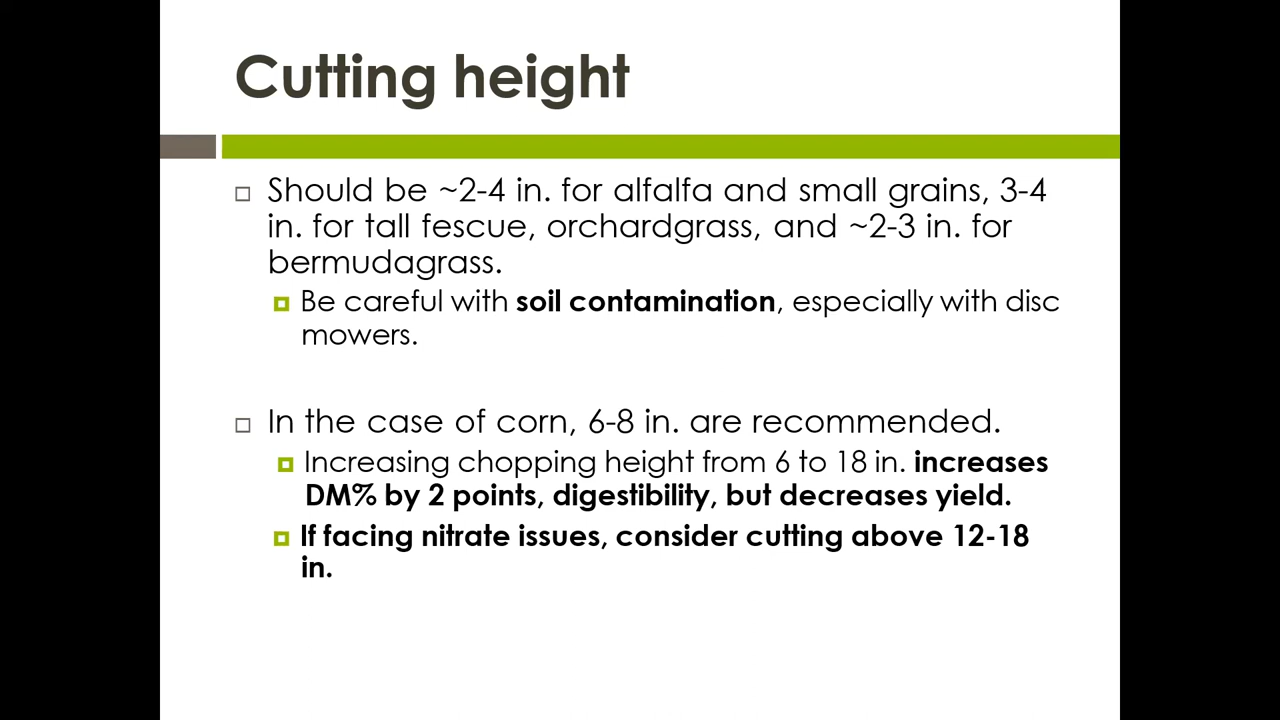 Cutting height
Should be ~2-4 in. for alfalfa and small grains, 3-4
in. for tall fescue, orchardgrass, and ~2-3 in. for
bermudagrass.
Be careful with soil contamination, especially with disc
mowers.
In the case of corn, 6-8 in. are recommended.
Increasing chopping height from 6 to 18 in. increases
DM% by 2 points, digestibility, but decreases yield.
If facing nitrate issues, consider cutting above 12-18
in.